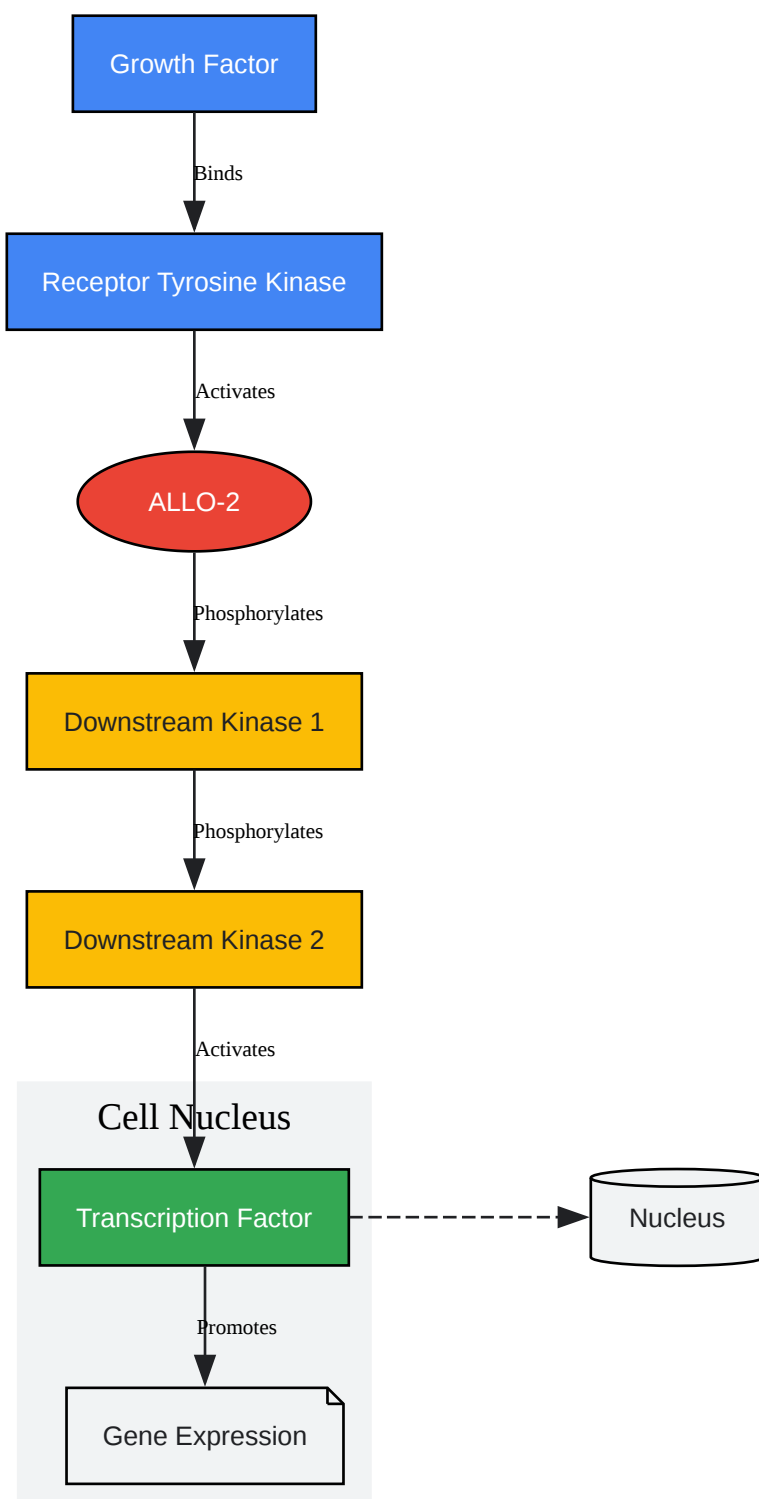 Growth Factor
Binds
Receptor Tyrosine Kinase
Activates
ALLO-2
Phosphorylates
Downstream Kinase 1
Phosphorylates
Downstream Kinase 2
Activates
Cell Nucleus
Transcription Factor
Nucleus
Promotes
Gene Expression